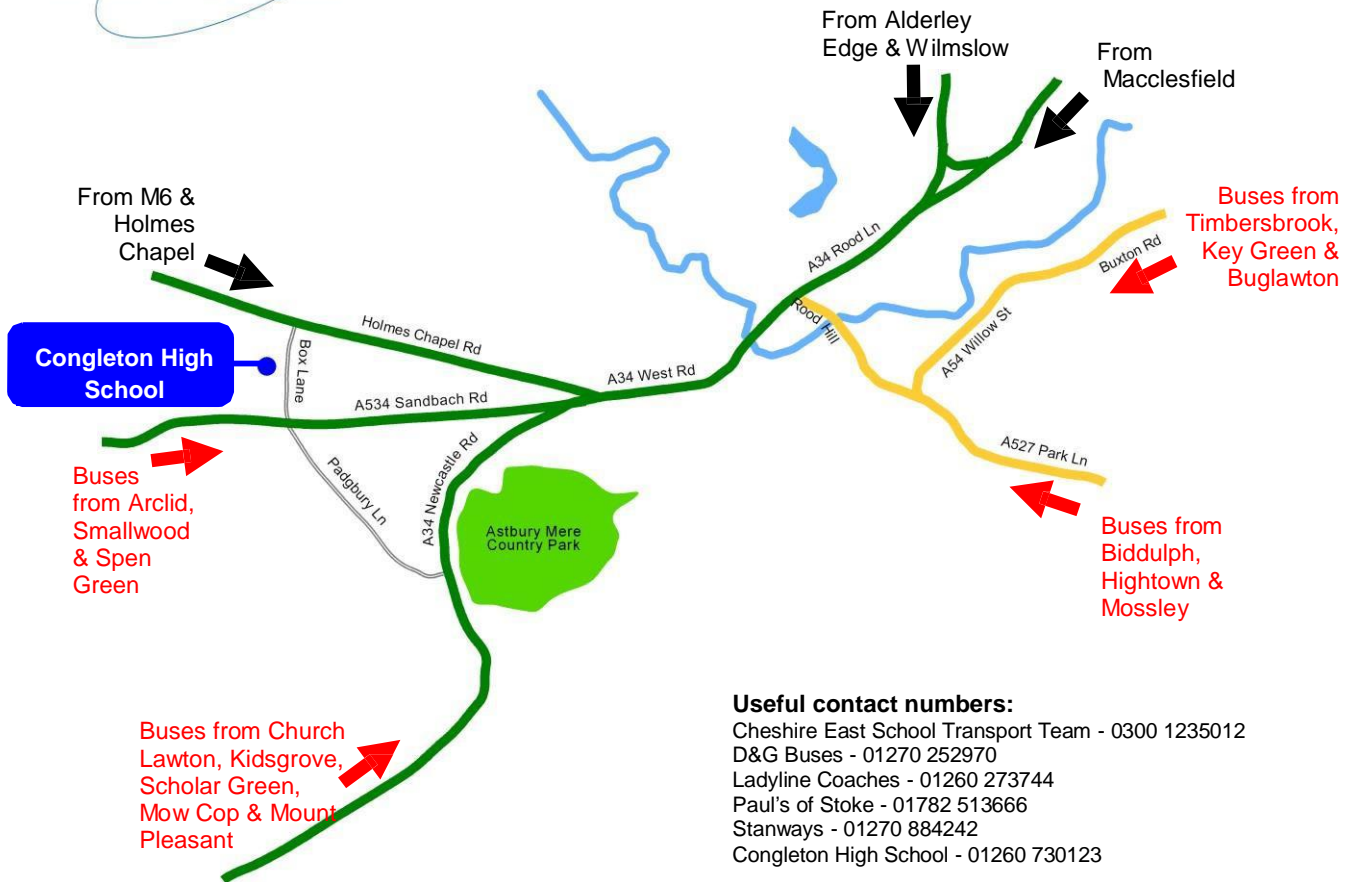 From Alderley
Edge & Wilmslow
From
Macclesfield
From M6 &
Holmes
Chapel
Buses from
Timbersbrook,
Key Green &
Buglawton
A34 Rood Ln
Buxton Rd
Rood Hill
A54 Willow St
Holmes Chapel Rd
Congleton High
School
Box Lane
A34 West Rd
A534 Sandbach Rd
A527 Park Ln
Padgbury Ln
A34 Newcastle Rd
Buses
from Arclid,
Smallwood
& Spen
Green
Astbury Mere
Country Park
Buses from
Biddulph,
Hightown &
Mossley
Buses from Church
Lawton, Kidsgrove,
Scholar Green,
Mow Cop & Mount
Pleasant
Useful contact numbers:
Cheshire East School Transport Team - 0300 1235012
D&G Buses - 01270 252970
Ladyline Coaches - 01260 273744
Paul's of Stoke - 01782 513666
Stanways - 01270 884242
Congleton High School - 01260 730123